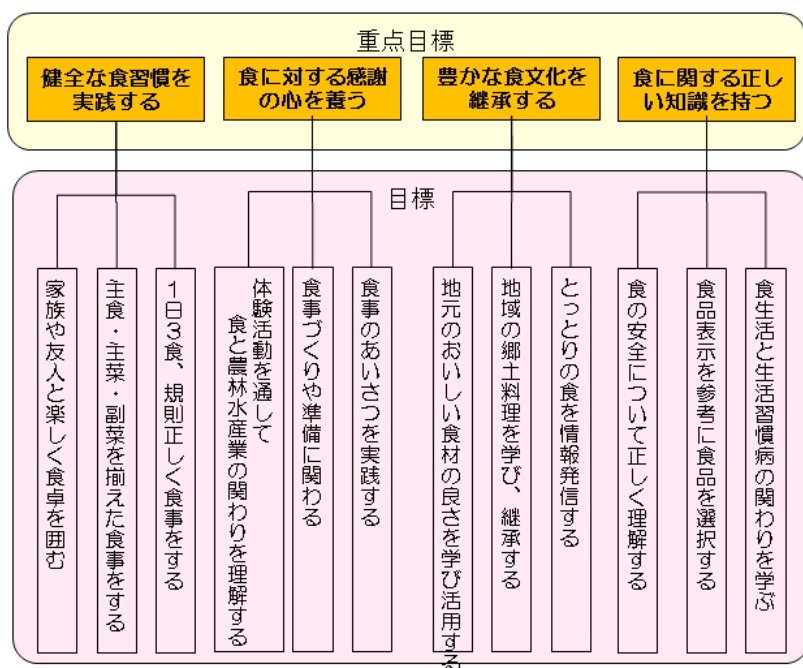 重点目標
健全な食習慣を
実践する
食に対する感謝
の心を養う
豊かな食文化を
継承する
食に関する正し
い知識を持つ
目標
家族や友人と楽しく食卓を囲む
主食・主菜・副菜を揃えた食事をする
1日3食、規則正しく食事をする
体験活動を通して
食と農林水産業の関わりを理解する
食事づくりや準備に関わる
食事のあいさつを実践する
地元のおいしい食材の良さを学び活用する
地域の郷土料理を学び、継承する
とっとりの食を情報発信する
食の安全について正しく理解する
食品表示を参考に食品を選択する
食生活と生活習慣病の関わりを学ぶ